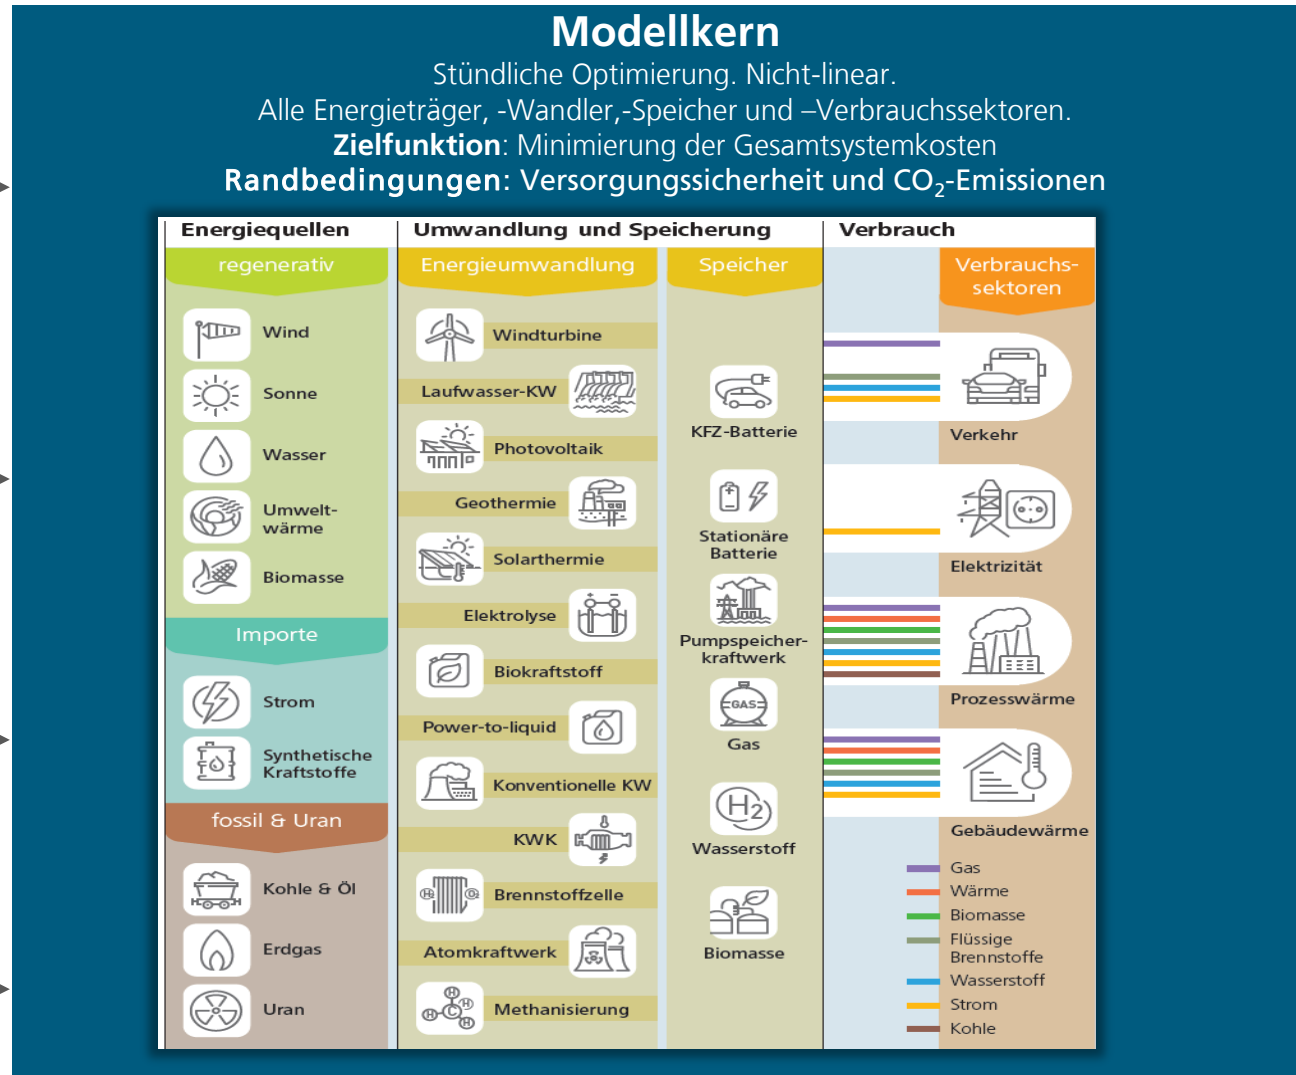 Modellkern
Stündliche Optimierung. Nicht-linear.
Alle Energieträger, -Wandler,-Speicher und –Verbrauchssektoren.
Zielfunktion: Minimierung der Gesamtsystemkosten
Randbedingungen: Versorgungssicherheit und CO₂-Emissionen
Energiequellen
regenerativ
Wind
Sonne
Wasser
Umwelt-
wärme
Biomasse
Importe
Strom
Synthetische
Kraftstoffe
fossil & Uran
Kohle & Öl
Erdgas
Uran
Umwandlung und Speicherung
Energieumwandlung
Windturbine
Laufwasser-KW
Photovoltaik
Geothermie
Solarthermie
Elektrolyse
Biokraftstoff
Power-to-liquid
Konventionelle KW
KWK
H₂ O₂
Brennstoffzelle
Atomkraftwerk
H
H C H
H
Methanisierung
Speicher
KFZ-Batterie
Stationäre
Batterie
Pumpspeicher-
kraftwerk
GAS
Gas
H₂
Wasserstoff
Biomasse
Verbrauch
Verbrauchs-
sektoren
Verkehr
Elektrizität
Prozesswärme
Gebäudewärme
Gas
Wärme
Biomasse
Flüssige
Brennstoffe
Wasserstoff
Strom
Kohle